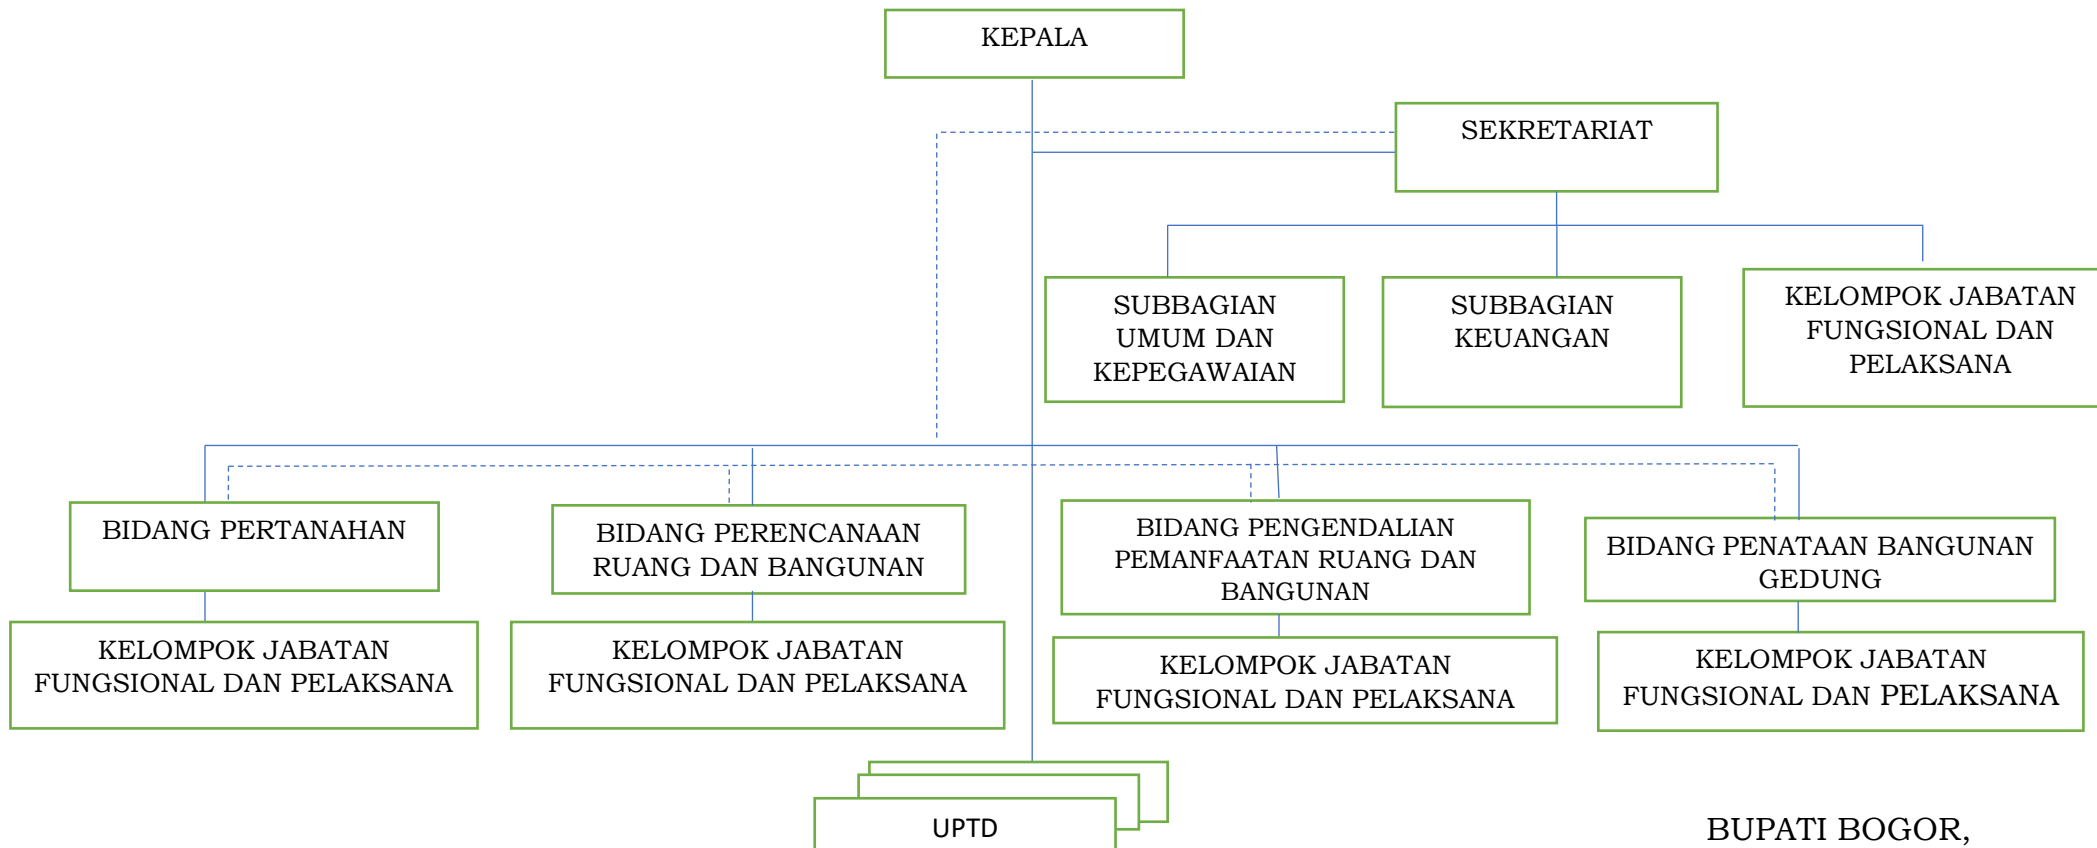 KEPALA
SEKRETARIAT
SUBBAGIAN
UMUM DAN
KEPEGAWAIAN
SUBBAGIAN
KEUANGAN
KELOMPOK JABATAN
FUNGSIONAL DAN
PELAKSANA
BIDANG PERTANAHAN
BIDANG PERENCANAAN
RUANG DAN BANGUNAN
BIDANG PENGENDALIAN
PEMANFAATAN RUANG DAN
BANGUNAN
BIDANG PENATAAN BANGUNAN
GEDUNG
KELOMPOK JABATAN
FUNGSIONAL DAN PELAKSANA
KELOMPOK JABATAN
FUNGSIONAL DAN PELAKSANA
KELOMPOK JABATAN
FUNGSIONAL DAN PELAKSANA
KELOMPOK JABATAN
FUNGSIONAL DAN PELAKSANA
UPTD
BUPATI BOGOR,